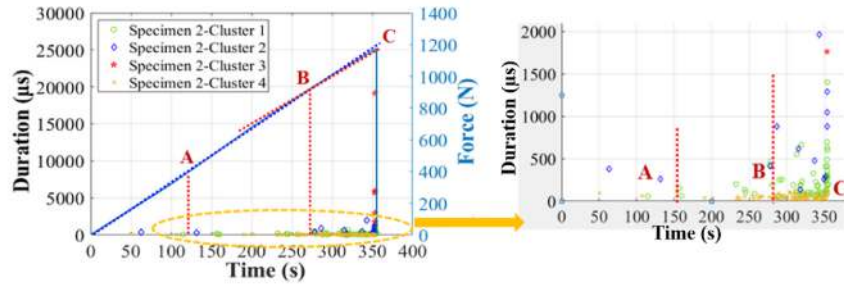 30000
25000
20000
15000
10000
5000
0
Duration (μs)
Specimen 2-Cluster 1
Specimen 2-Cluster 2
Specimen 2-Cluster 3
Specimen 2-Cluster 4
A
B
C
1400
1200
1000
800
600
400
200
0
Force (N)
0 50 100 150 200 250 300 350 400
Time (s)
2000
1500
1000
500
0
Duration (μs)
A
B
C
0 50 100 150 200 250 300 350
Time (s)